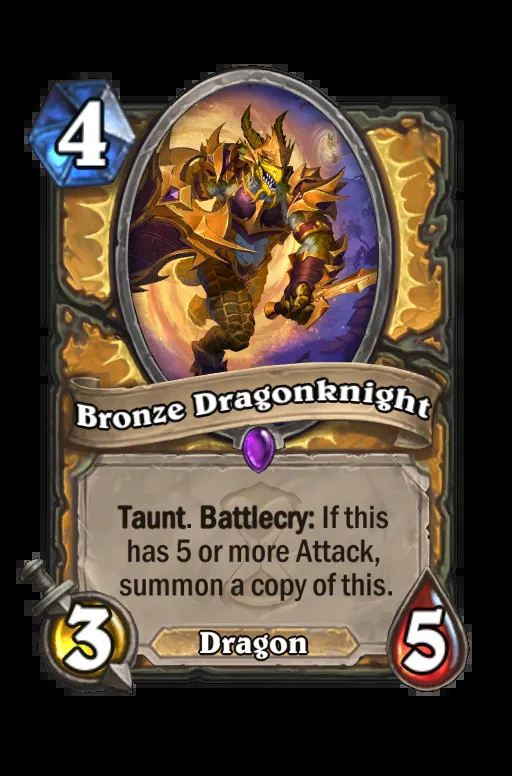 4
Bronze Dragonknight
Taunt. Battlecry: If this
has 5 or more Attack,
summon a copy of this.
3
Dragon
5